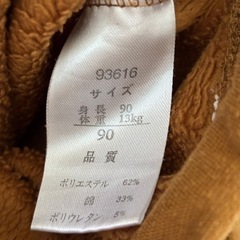 93616
サイズ
身長 90
体重 13kg
90
品質
ポリエステル 62%
綿 33%
ポリウレタン 5%